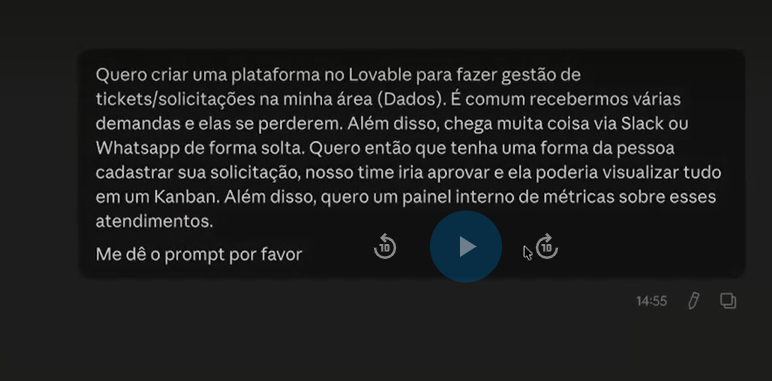 Quero criar uma plataforma no Lovable para fazer gestão de
tickets/solicitações na minha área (Dados). É comum recebermos várias
demandas e elas se perderem. Além disso, chega muita coisa via Slack ou
Whatsapp de forma solta. Quero então que tenha uma forma da pessoa
cadastrar sua solicitação, nosso time iria aprovar e ela poderia visualizar tudo
em um Kanban. Além disso, quero um painel interno de métricas sobre esses
atendimentos.
Me dê o prompt por favor
10
10
14:55